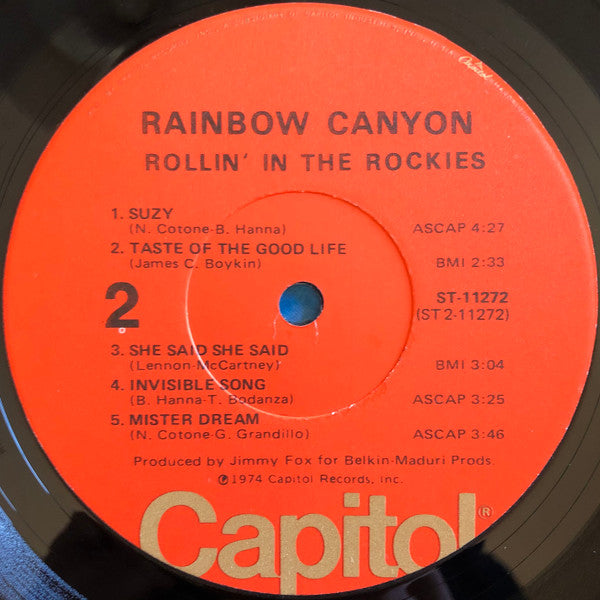 Capitol
RAINBOW CANYON
ROLLIN' IN THE ROCKIES
1. SUZY
(N. Cotone-B. Hanna) ASCAP 4:27
2. TASTE OF THE GOOD LIFE
(James C. Boykin) BMI 2:33
2
ST-11272
(ST 2-11272)
3. SHE SAID SHE SAID
(Lennon-McCartney) BMI 3:04
4. INVISIBLE SONG
(B. Hanna-T. Bodanza) ASCAP 3:25
5. MISTER DREAM
(N. Cotone-G. Grandillo) ASCAP 3:46
Produced by Jimmy Fox for Belkin-Maduri Prods.
℗1974 Capitol Records, Inc.
Capitol®